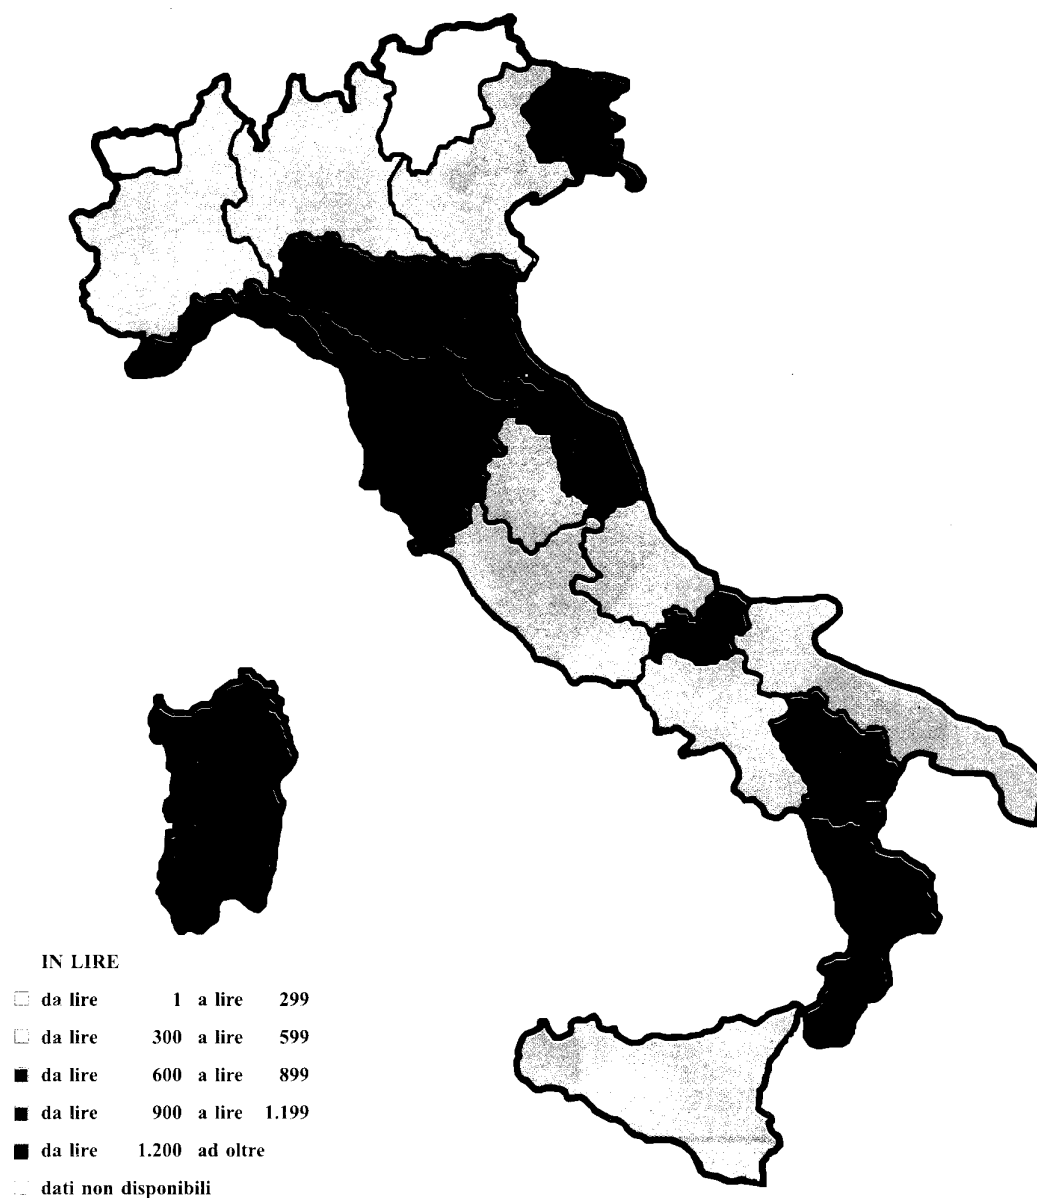 IN LIRE
da lire 1 a lire 299
da lire 300 a lire 599
da lire 600 a lire 899
da lire 900 a lire 1.199
da lire 1.200 ad oltre
dati non disponibili